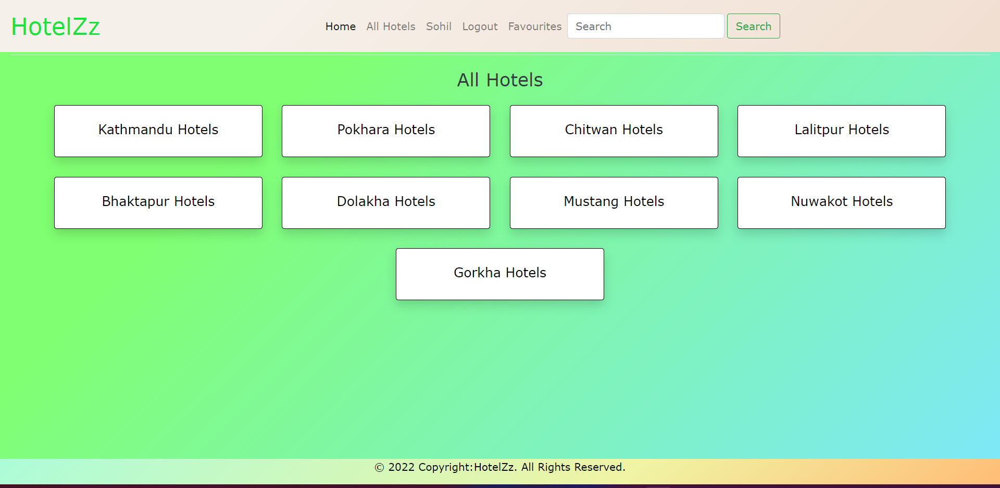 HotelZz
Home All Hotels Sohil Logout Favourites Search Search
All Hotels
Kathmandu Hotels Pokhara Hotels Chitwan Hotels Lalitpur Hotels
Bhaktapur Hotels Dolakha Hotels Mustang Hotels Nuwakot Hotels
Gorkha Hotels
© 2022 Copyright:HotelZz. All Rights Reserved.